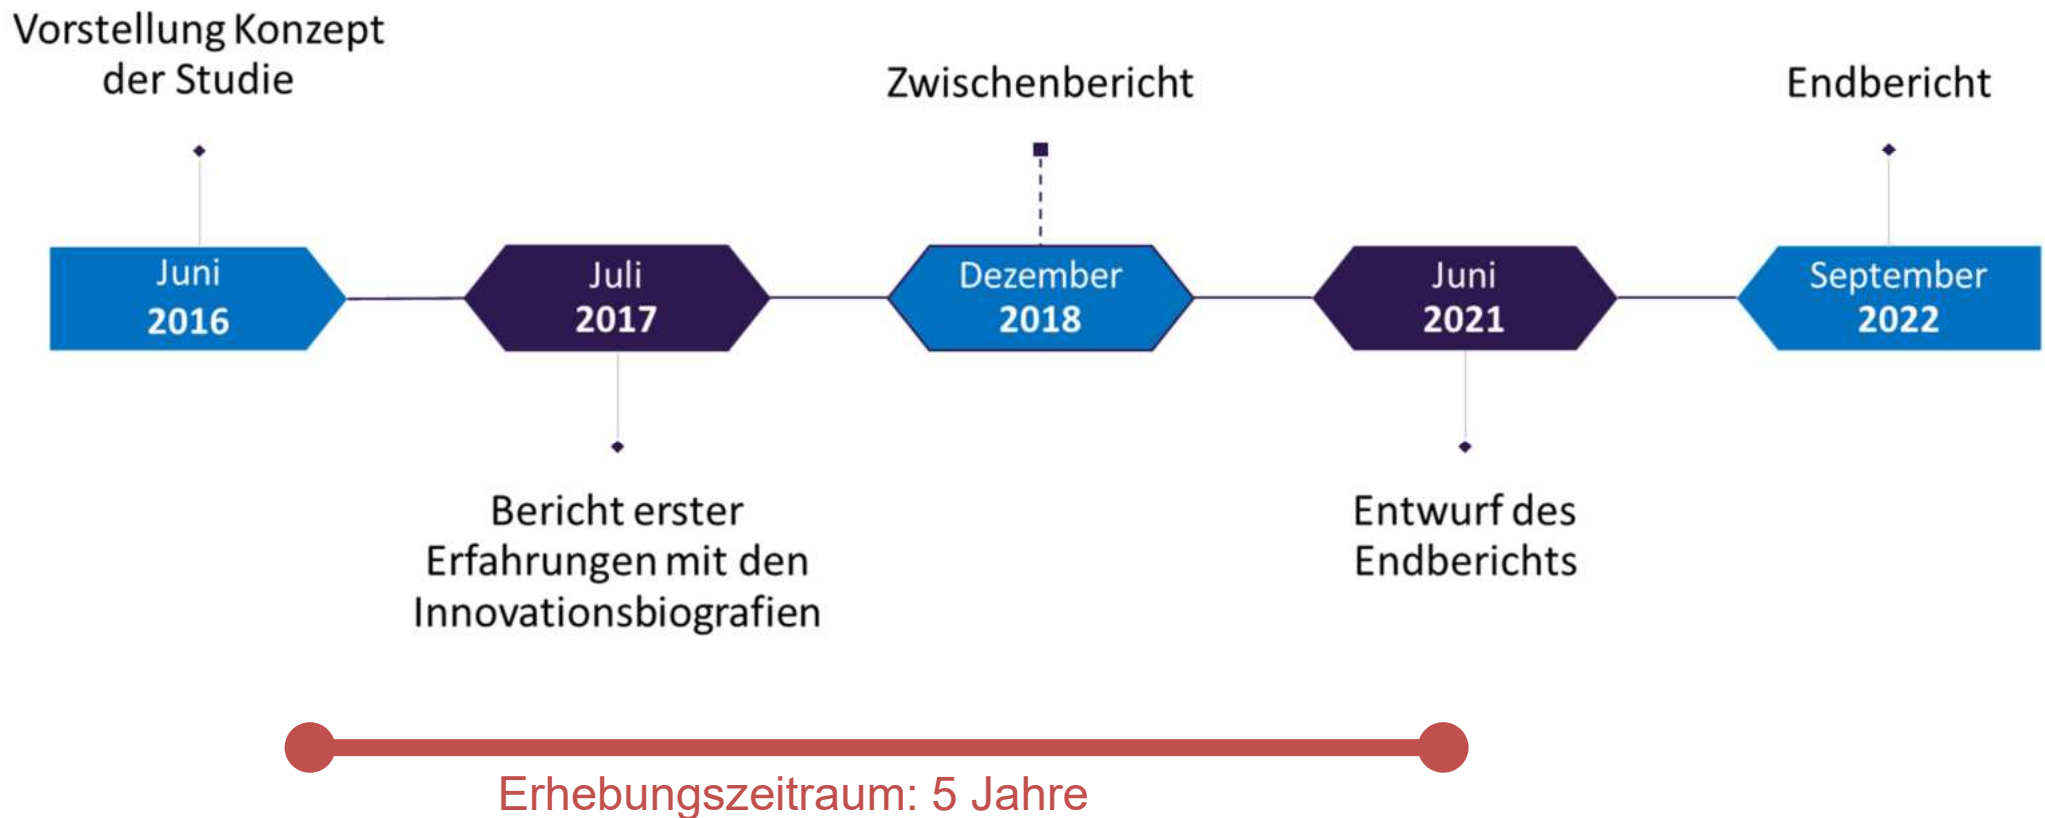 Vorstellung Konzept
der Studie
Zwischenbericht
Endbericht
Juni
2016
Juli
2017
Dezember
2018
Juni
2021
September
2022
Bericht erster
Erfahrungen mit den
Innovationsbiografien
Entwurf des
Endberichts
Erhebungszeitraum: 5 Jahre